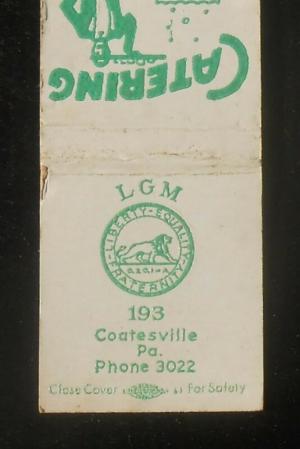 CATERING
LGM
LIBERTY-EQUALITY-FRATERNITY
193
Coatesville
Pa.
Phone 3022
Close Cover For Safety